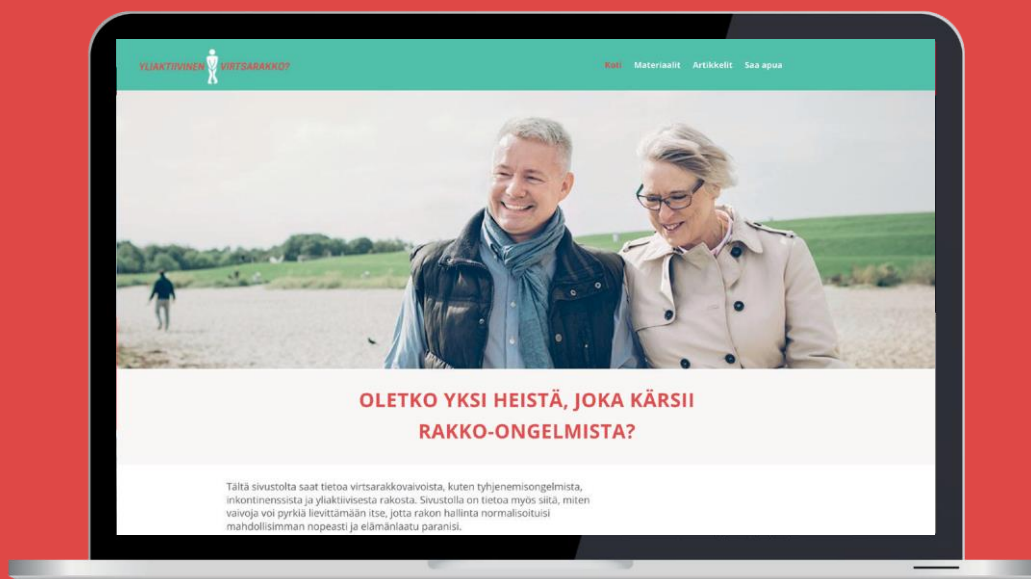 YLIAKTIIVINEN VIRTSARAKKO?
Koti Materiaalit Artikkelit Saa apua
OLETKO YKSI HEISTÄ, JOKA KÄRSII
RAKKO-ONGELMISTA?
Tältä sivustolta saat tietoa virtsarakkovaivoista, kuten tyhjenemisongelmista,
inkontinenssista ja yliaktiivisesta rakosta. Sivustolla on tietoa myös siitä, miten
vaivoja voi pyrkiä lievittämään itse, jotta rakon hallinta normalisoituisi
mahdollisimman nopeasti ja elämänlaatu paranisi.